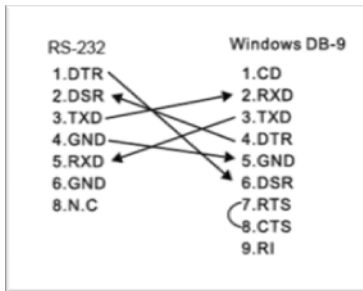 RS-232
1.DTR
2.DSR
3.TXD
4.GND
5.RXD
6.GND
8.N.C
Windows DB-9
1.CD
2.RXD
3.TXD
4.DTR
5.GND
6.DSR
7.RTS
8.CTS
9.RI